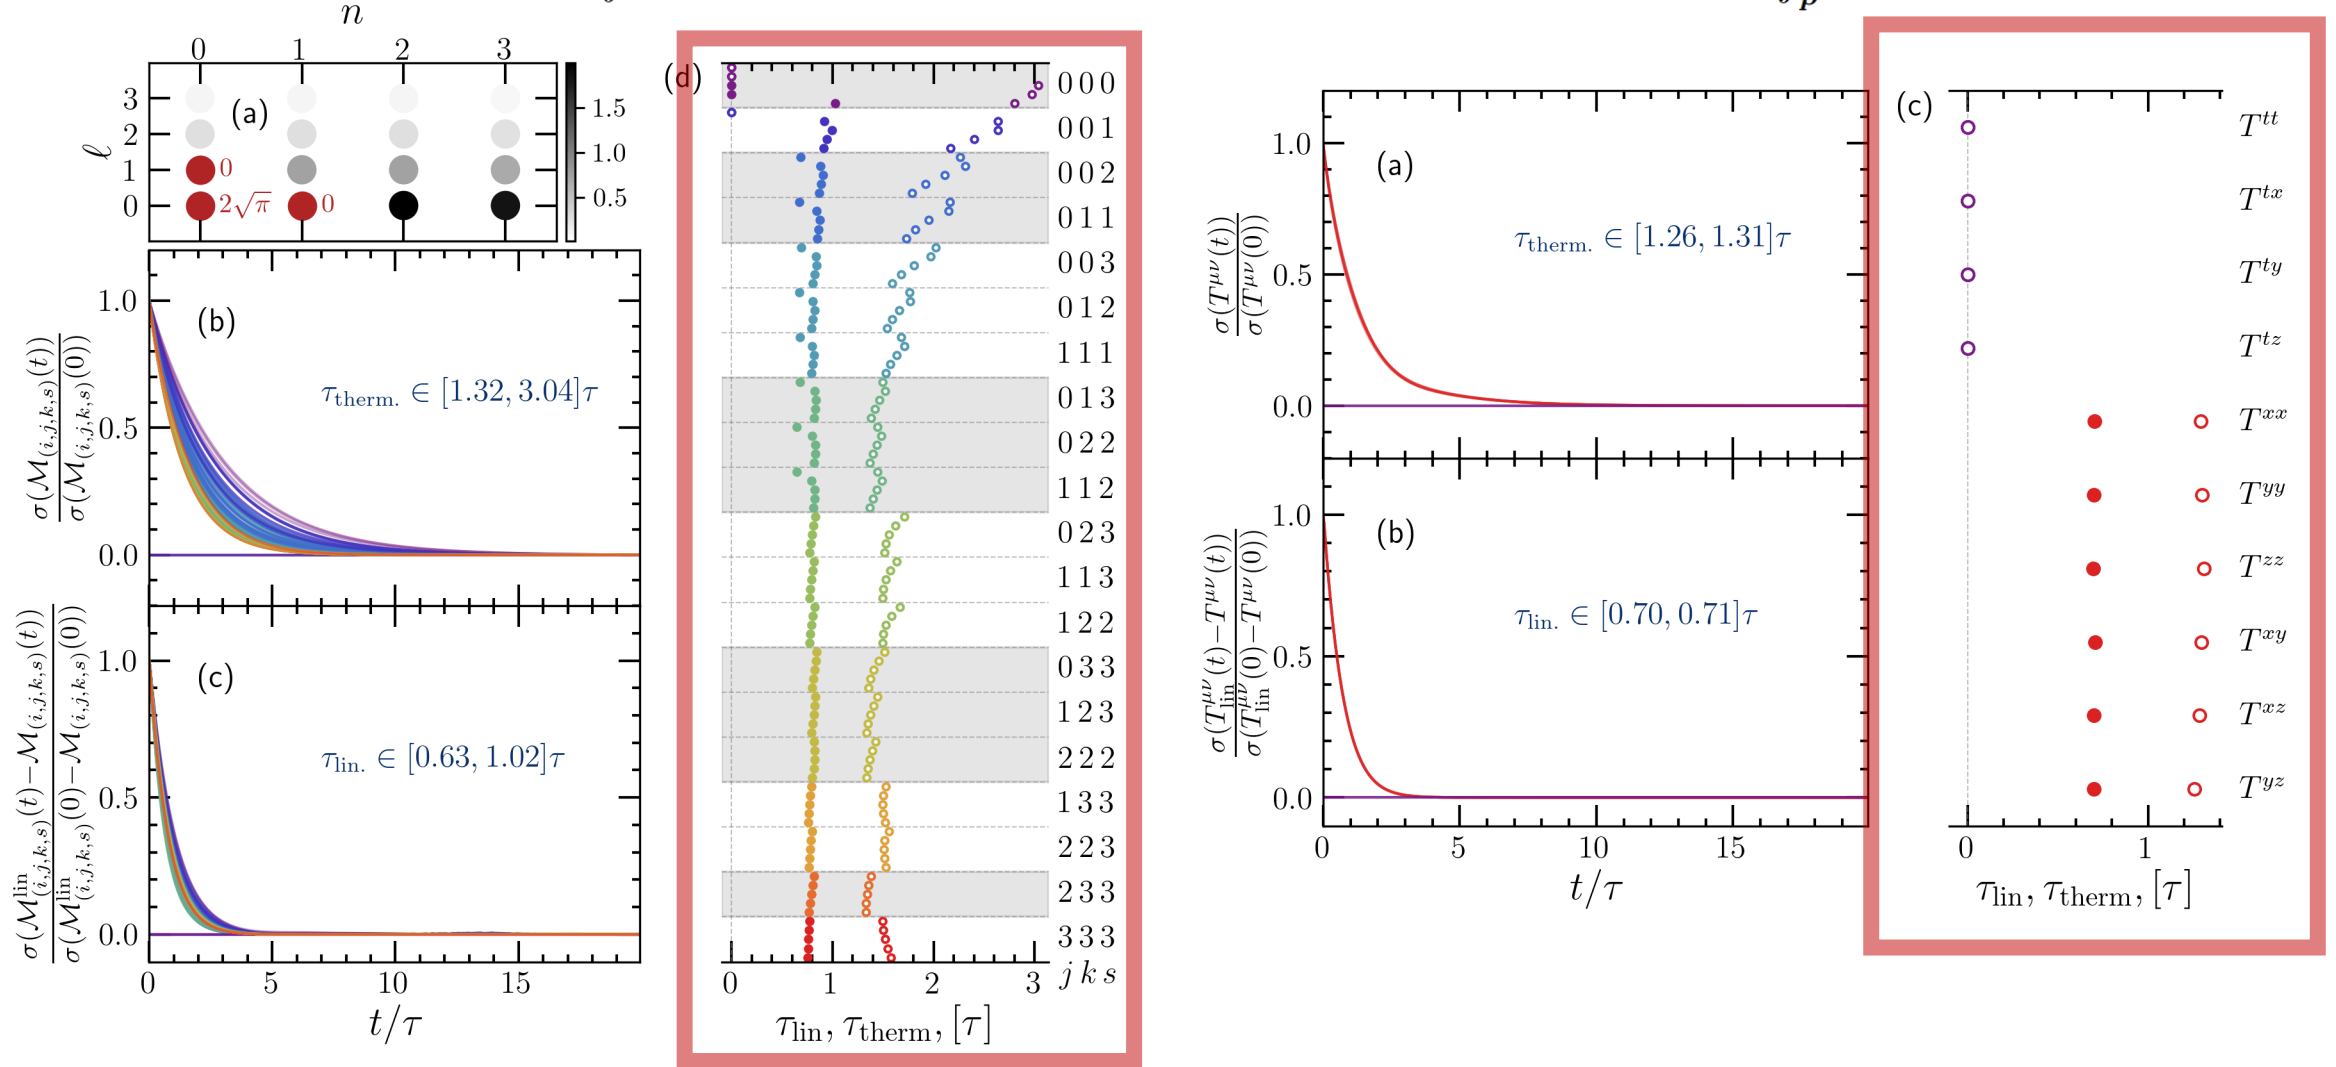 n
0 1 2 3
ℓ
3
2
1
0
(a)
0
2√π
0
1.5
1.0
0.5
σ(M(i,j,k,s)(t))
σ(M(i,j,k,s)(0))
1.0
0.5
0.0
(b)
τtherm. ∈ [1.32, 3.04]τ
σ(M^lin(i,j,k,s)(t)−M(i,j,k,s)(t))
σ(M^lin(i,j,k,s)(0)−M(i,j,k,s)(0))
1.0
0.5
0.0
(c)
τlin. ∈ [0.63, 1.02]τ
0 5 10 15
t/τ
(d)
0 0 0
0 0 1
0 0 2
0 1 1
0 0 3
0 1 2
1 1 1
0 1 3
0 2 2
1 1 2
0 2 3
1 1 3
1 2 2
0 3 3
1 2 3
2 2 2
1 3 3
2 2 3
2 3 3
3 3 3
j k s
0 1 2 3
τlin, τtherm, [τ]
σ(T^μν(t))
σ(T^μν(0))
1.0
0.5
0.0
(a)
τtherm. ∈ [1.26, 1.31]τ
σ(T^μν lin(t)−T^μν(t))
σ(T^μν lin(0)−T^μν(0))
1.0
0.5
0.0
(b)
τlin. ∈ [0.70, 0.71]τ
0 5 10 15
t/τ
(c)
T^tt
T^tx
T^ty
T^tz
T^xx
T^yy
T^zz
T^xy
T^xz
T^yz
0 1
τlin, τtherm, [τ]